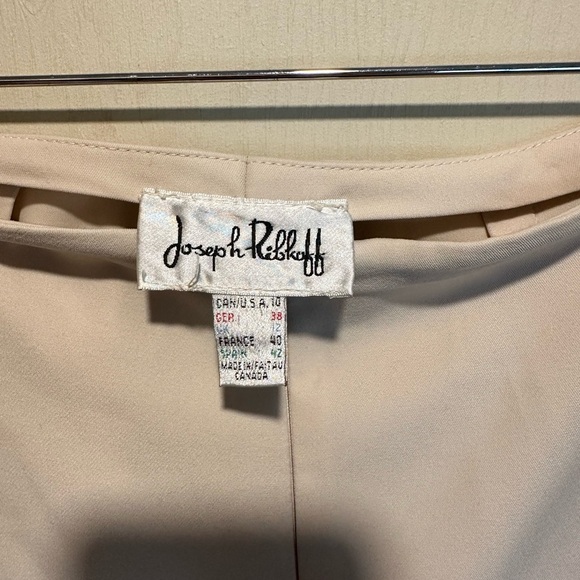 Joseph Ribkoff
CAN/U.S.A. 10
GER 38
UK 12
FRANCE 40
SPAIN 42
MADE IN/FAIT AU
CANADA